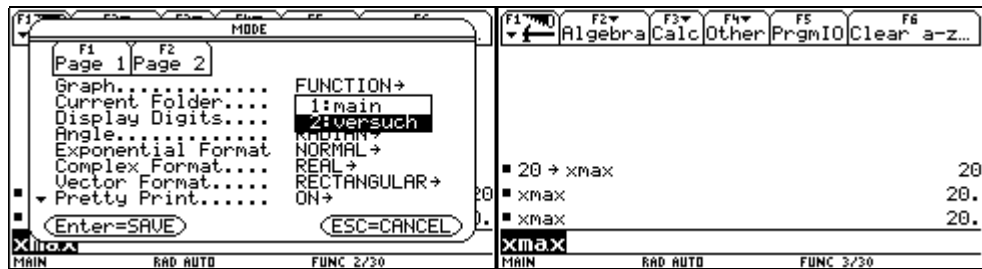 F1
MODE
F1 F2
Page 1 Page 2
Graph.............. FUNCTION→
Current Folder.... 1:main
Display Digits.... 2:versuch
Angle.............. RADIAN→
Exponential Format NORMAL→
Complex Format.... REAL→
Vector Format..... RECTANGULAR→
Pretty Print...... ON→
Enter=SAVE ESC=CANCEL
xmax
MAIN RAD AUTO FUNC 2/30
F1 F2 F3 F4 F5 F6
Algebra Calc Other PrgmIO Clear a-z…
20→xmax 20
xmax 20.
xmax 20.
xmax
MAIN RAD AUTO FUNC 3/30